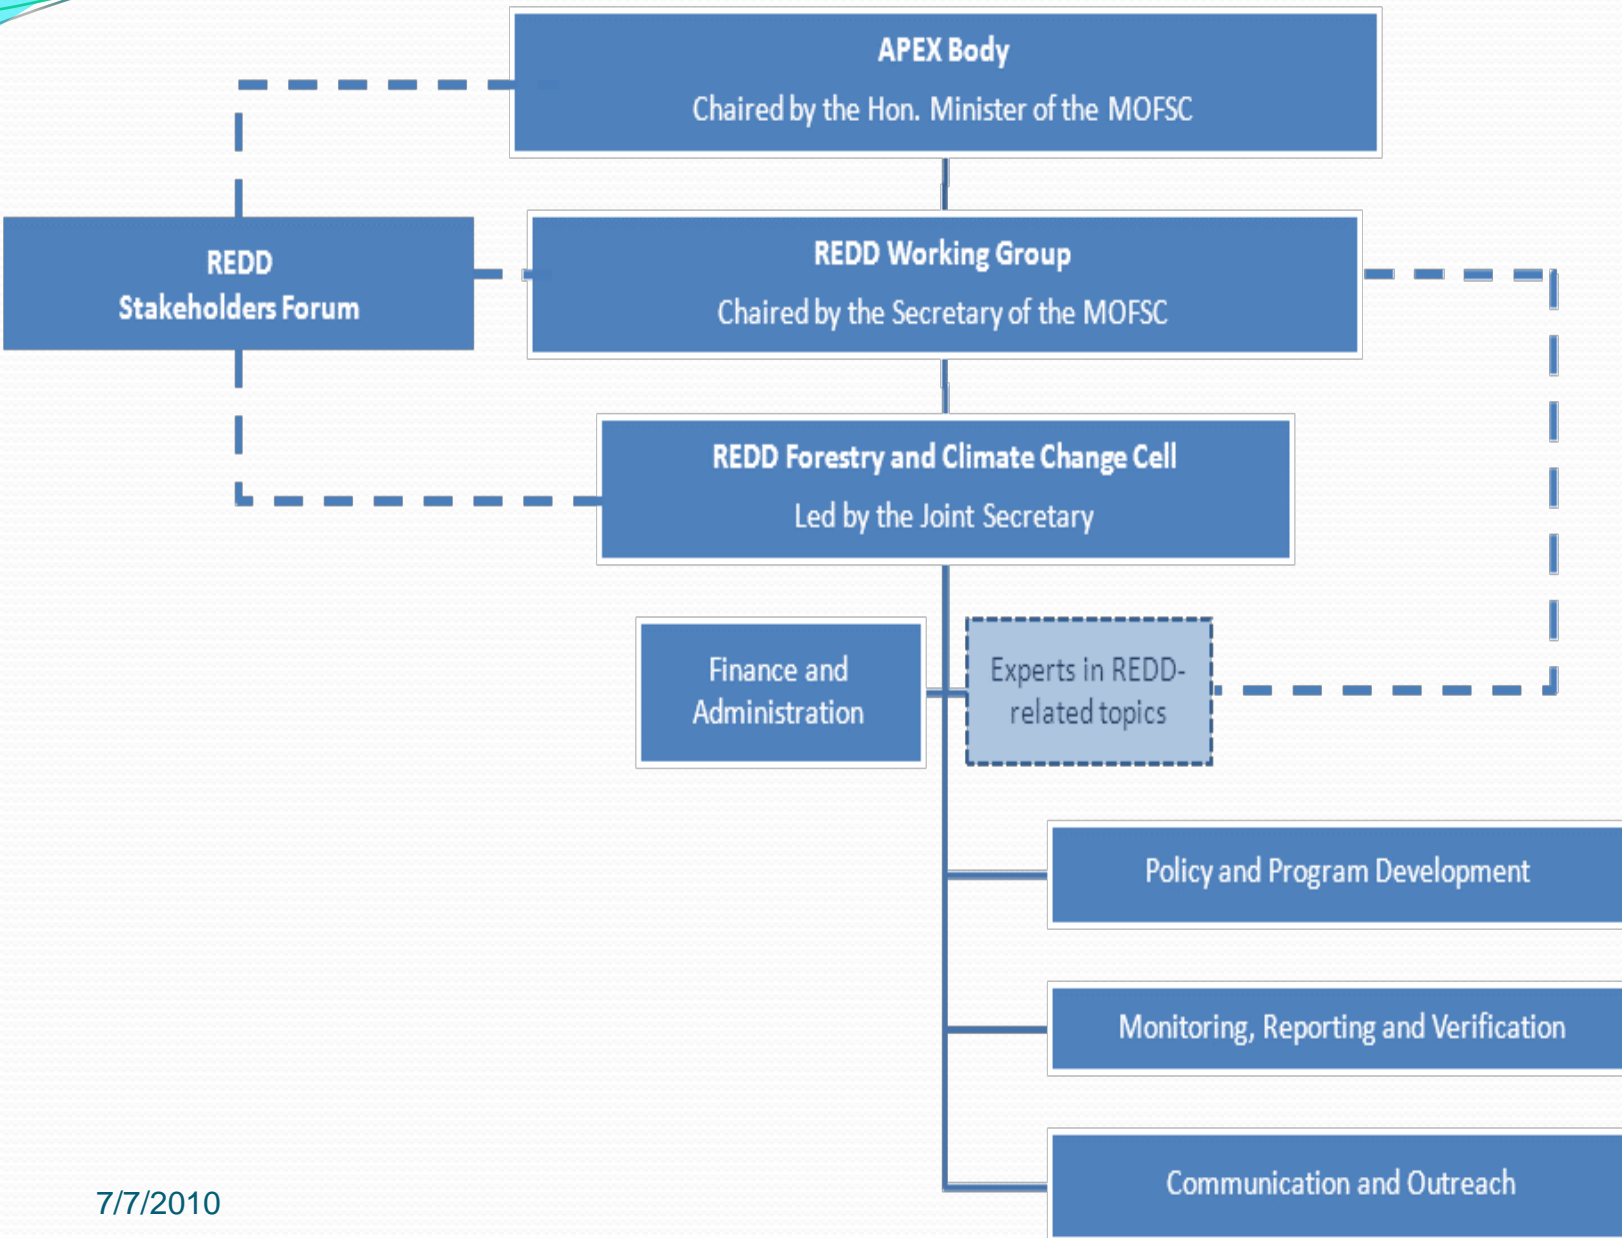 APEX Body
Chaired by the Hon. Minister of the MOFSC
REDD
Stakeholders Forum
REDD Working Group
Chaired by the Secretary of the MOFSC
REDD Forestry and Climate Change Cell
Led by the Joint Secretary
Finance and
Administration
Experts in REDD-
related topics
Policy and Program Development
Monitoring, Reporting and Verification
Communication and Outreach
7/7/2010